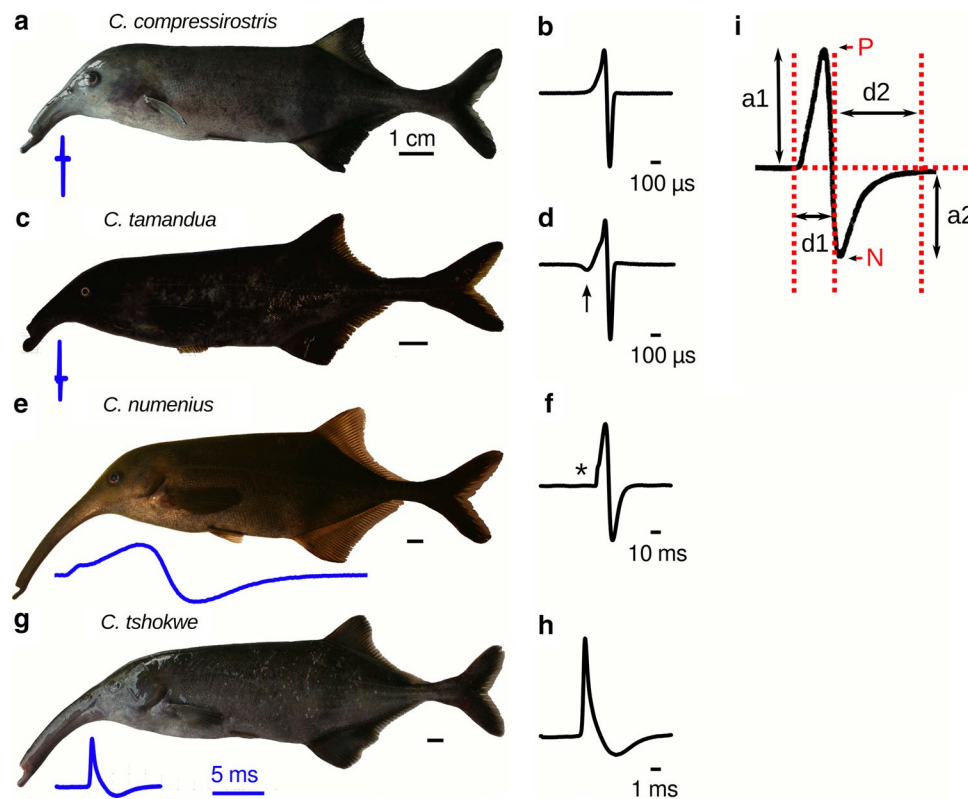 a C. compressirostris
1 cm
b
100 µs
c C. tamandua
d
100 µs
e C. numenius
f
*
10 ms
g C. tshokwe
5 ms
h
1 ms
i
P
a1
d2
d1
a2
N